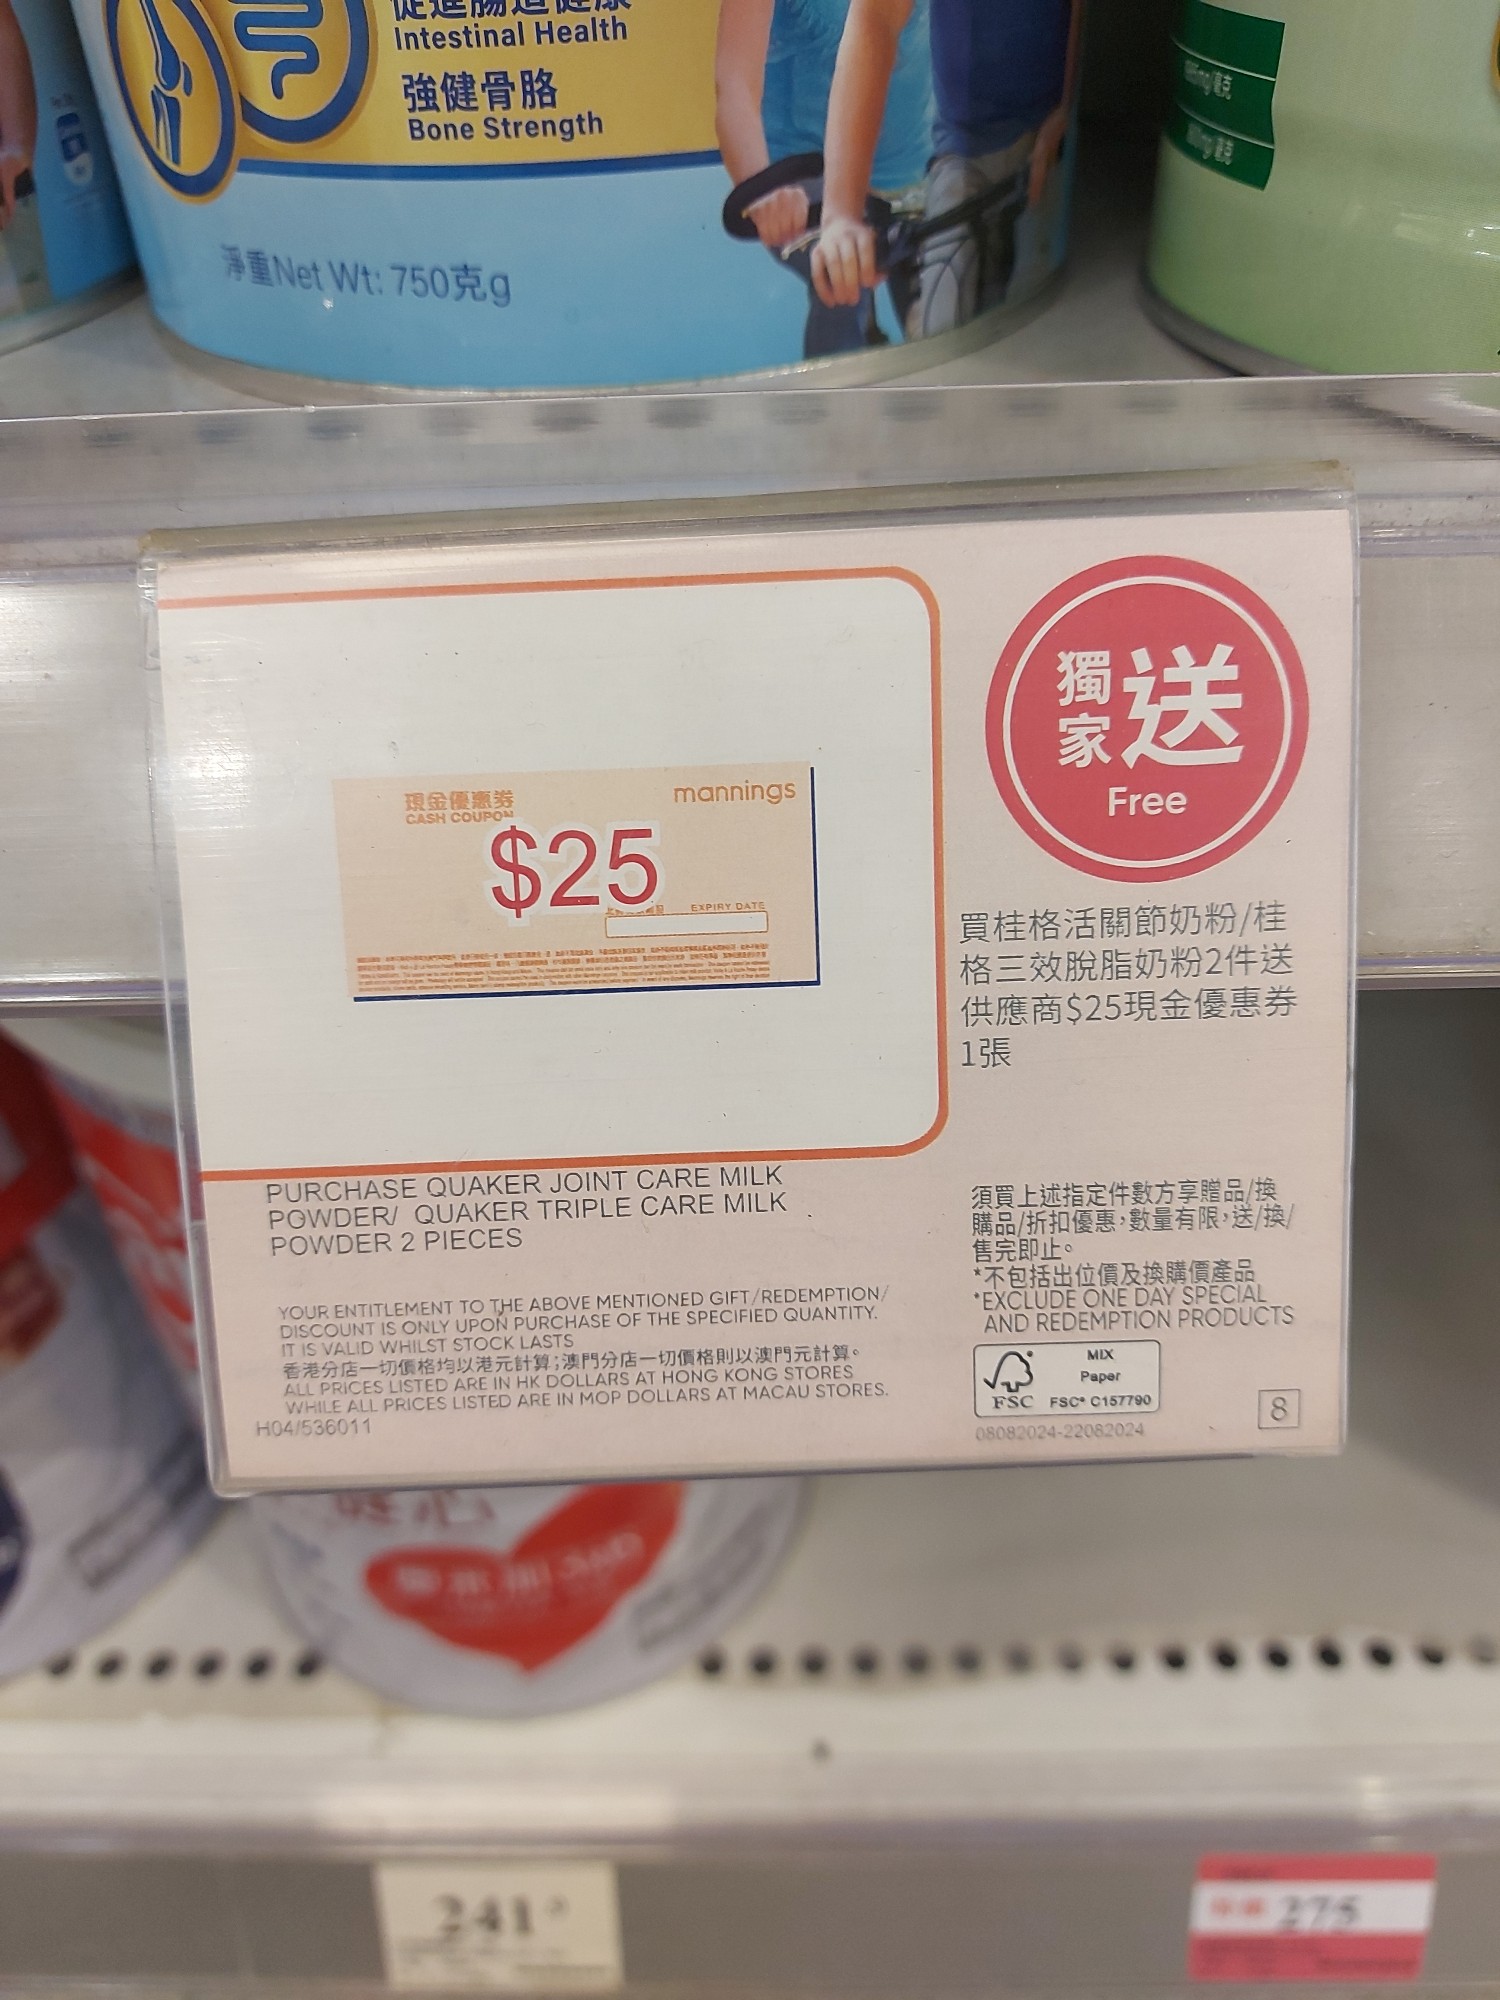 Intestinal Health
強健骨胳
Bone Strength
淨重Net Wt: 750克g
現金優惠券
CASH COUPON
mannings
$25
EXPIRY DATE
獨家送
Free
買桂格活關節奶粉/桂
格三效脫脂奶粉2件送
供應商$25現金優惠券
1張
PURCHASE QUAKER JOINT CARE MILK
POWDER/ QUAKER TRIPLE CARE MILK
POWDER 2 PIECES
YOUR ENTITLEMENT TO THE ABOVE MENTIONED GIFT/REDEMPTION/
DISCOUNT IS ONLY UPON PURCHASE OF THE SPECIFIED QUANTITY.
IT IS VALID WHILST STOCK LASTS
香港分店一切價格均以港元計算;澳門分店一切價格則以澳門元計算。
ALL PRICES LISTED ARE IN HK DOLLARS AT HONG KONG STORES
WHILE ALL PRICES LISTED ARE IN MOP DOLLARS AT MACAU STORES.
H04/536011
須買上述指定件數方享贈品/換
購品/折扣優惠,數量有限,送/換/
售完即止。
*不包括出位價及換購價產品
*EXCLUDE ONE DAY SPECIAL
AND REDEMPTION PRODUCTS
FSC
MIX
Paper
FSC® C157790
08082024-22082024
8
241
275